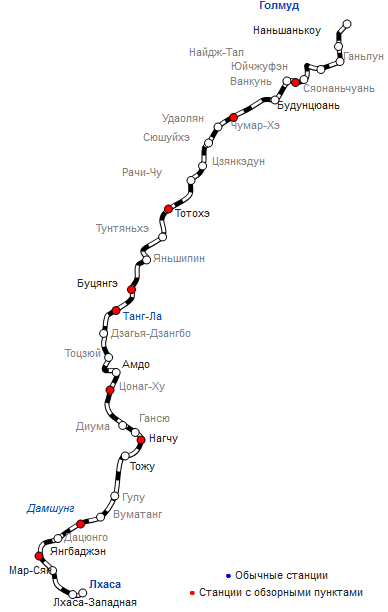 Голмуд
Наньшанькоу
Найдж-Тал
Ганьлун
Юйчжуфэн
Ванкунь
Сяонаньчуань
Будунцюань
Удаолян
Чумар-Хэ
Сюшуйхэ
Цзянкэдун
Рачи-Чу
Тотохэ
Тунтяньхэ
Яньшипин
Буцянгэ
Танг-Ла
Дзагья-Дзангбо
Тоцзюй
Амдо
Цонаг-Ху
Гансю
Диума
Нагчу
Тожу
Гулу
Дамшунг
Вуматанг
Дацюнго
Янгбаджэн
Мар-Сян
Обычные станции
Лхаса
Станции с обзорными пунктами
Лхаса-Западная